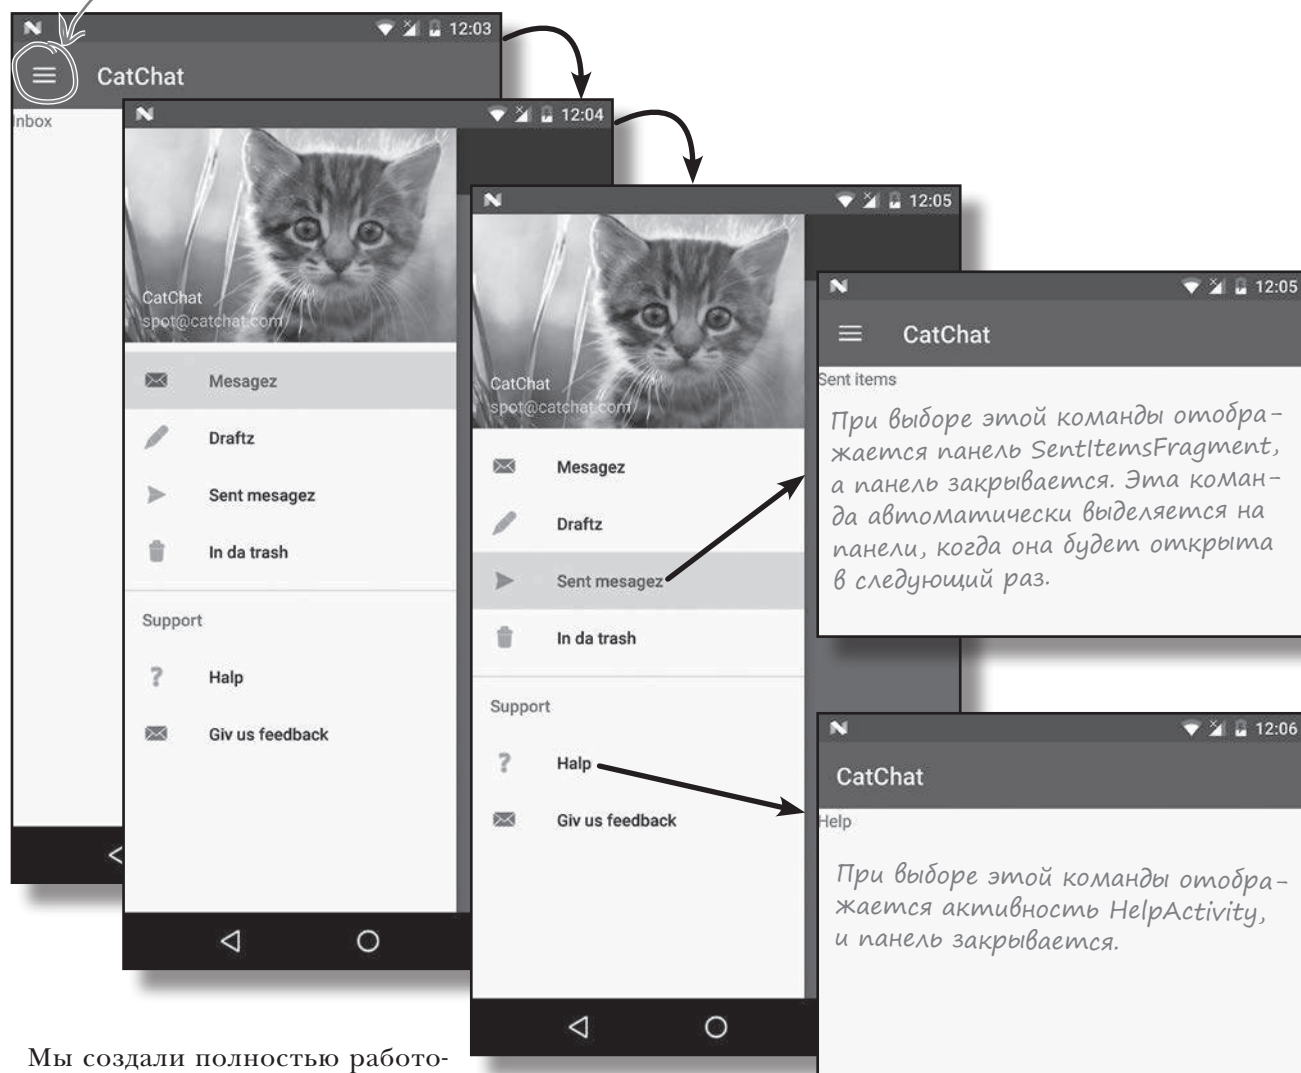 12:03
CatChat
Inbox
12:04
CatChat
spot@catchat.com
Mesagez
Draftz
Sent mesagez
In da trash
Support
Halp
Giv us feedback
12:05
CatChat
spot@catchat.com
Mesagez
Draftz
Sent mesagez
In da trash
Support
Halp
Giv us feedback
12:05
CatChat
Sent items
При выборе этой команды отобра-
жается панель SentItemsFragment,
а панель закрывается. Эта коман-
да автоматически выделяется на
панели, когда она будет открыта
в следующий раз.
12:06
CatChat
Help
При выборе этой команды отобра-
жается активность HelpActivity,
и панель закрывается.
Мы создали полностью работо-